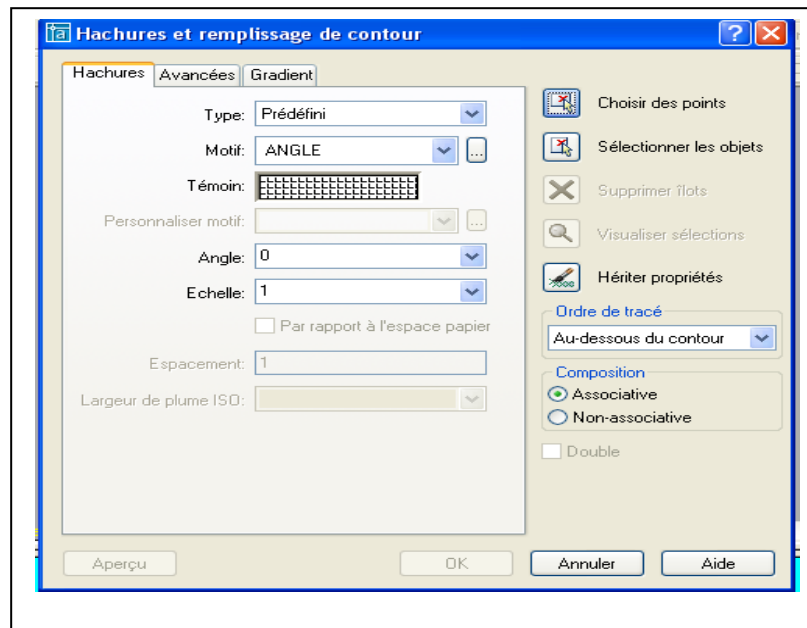 Hachures et remplissage de contour
Hachures Avancées Gradient
Type: Prédéfini
Motif: ANGLE ...
Témoin:
Personnaliser motif: ...
Angle: 0
Echelle: 1
Par rapport à l'espace papier
Espacement: 1
Largeur de plume ISO:
Choisir des points
Sélectionner les objets
Supprimer îlots
Visualiser sélections
Hériter propriétés
Ordre de tracé
Au-dessous du contour
Composition
Associative
Non-associative
Double
Aperçu OK Annuler Aide